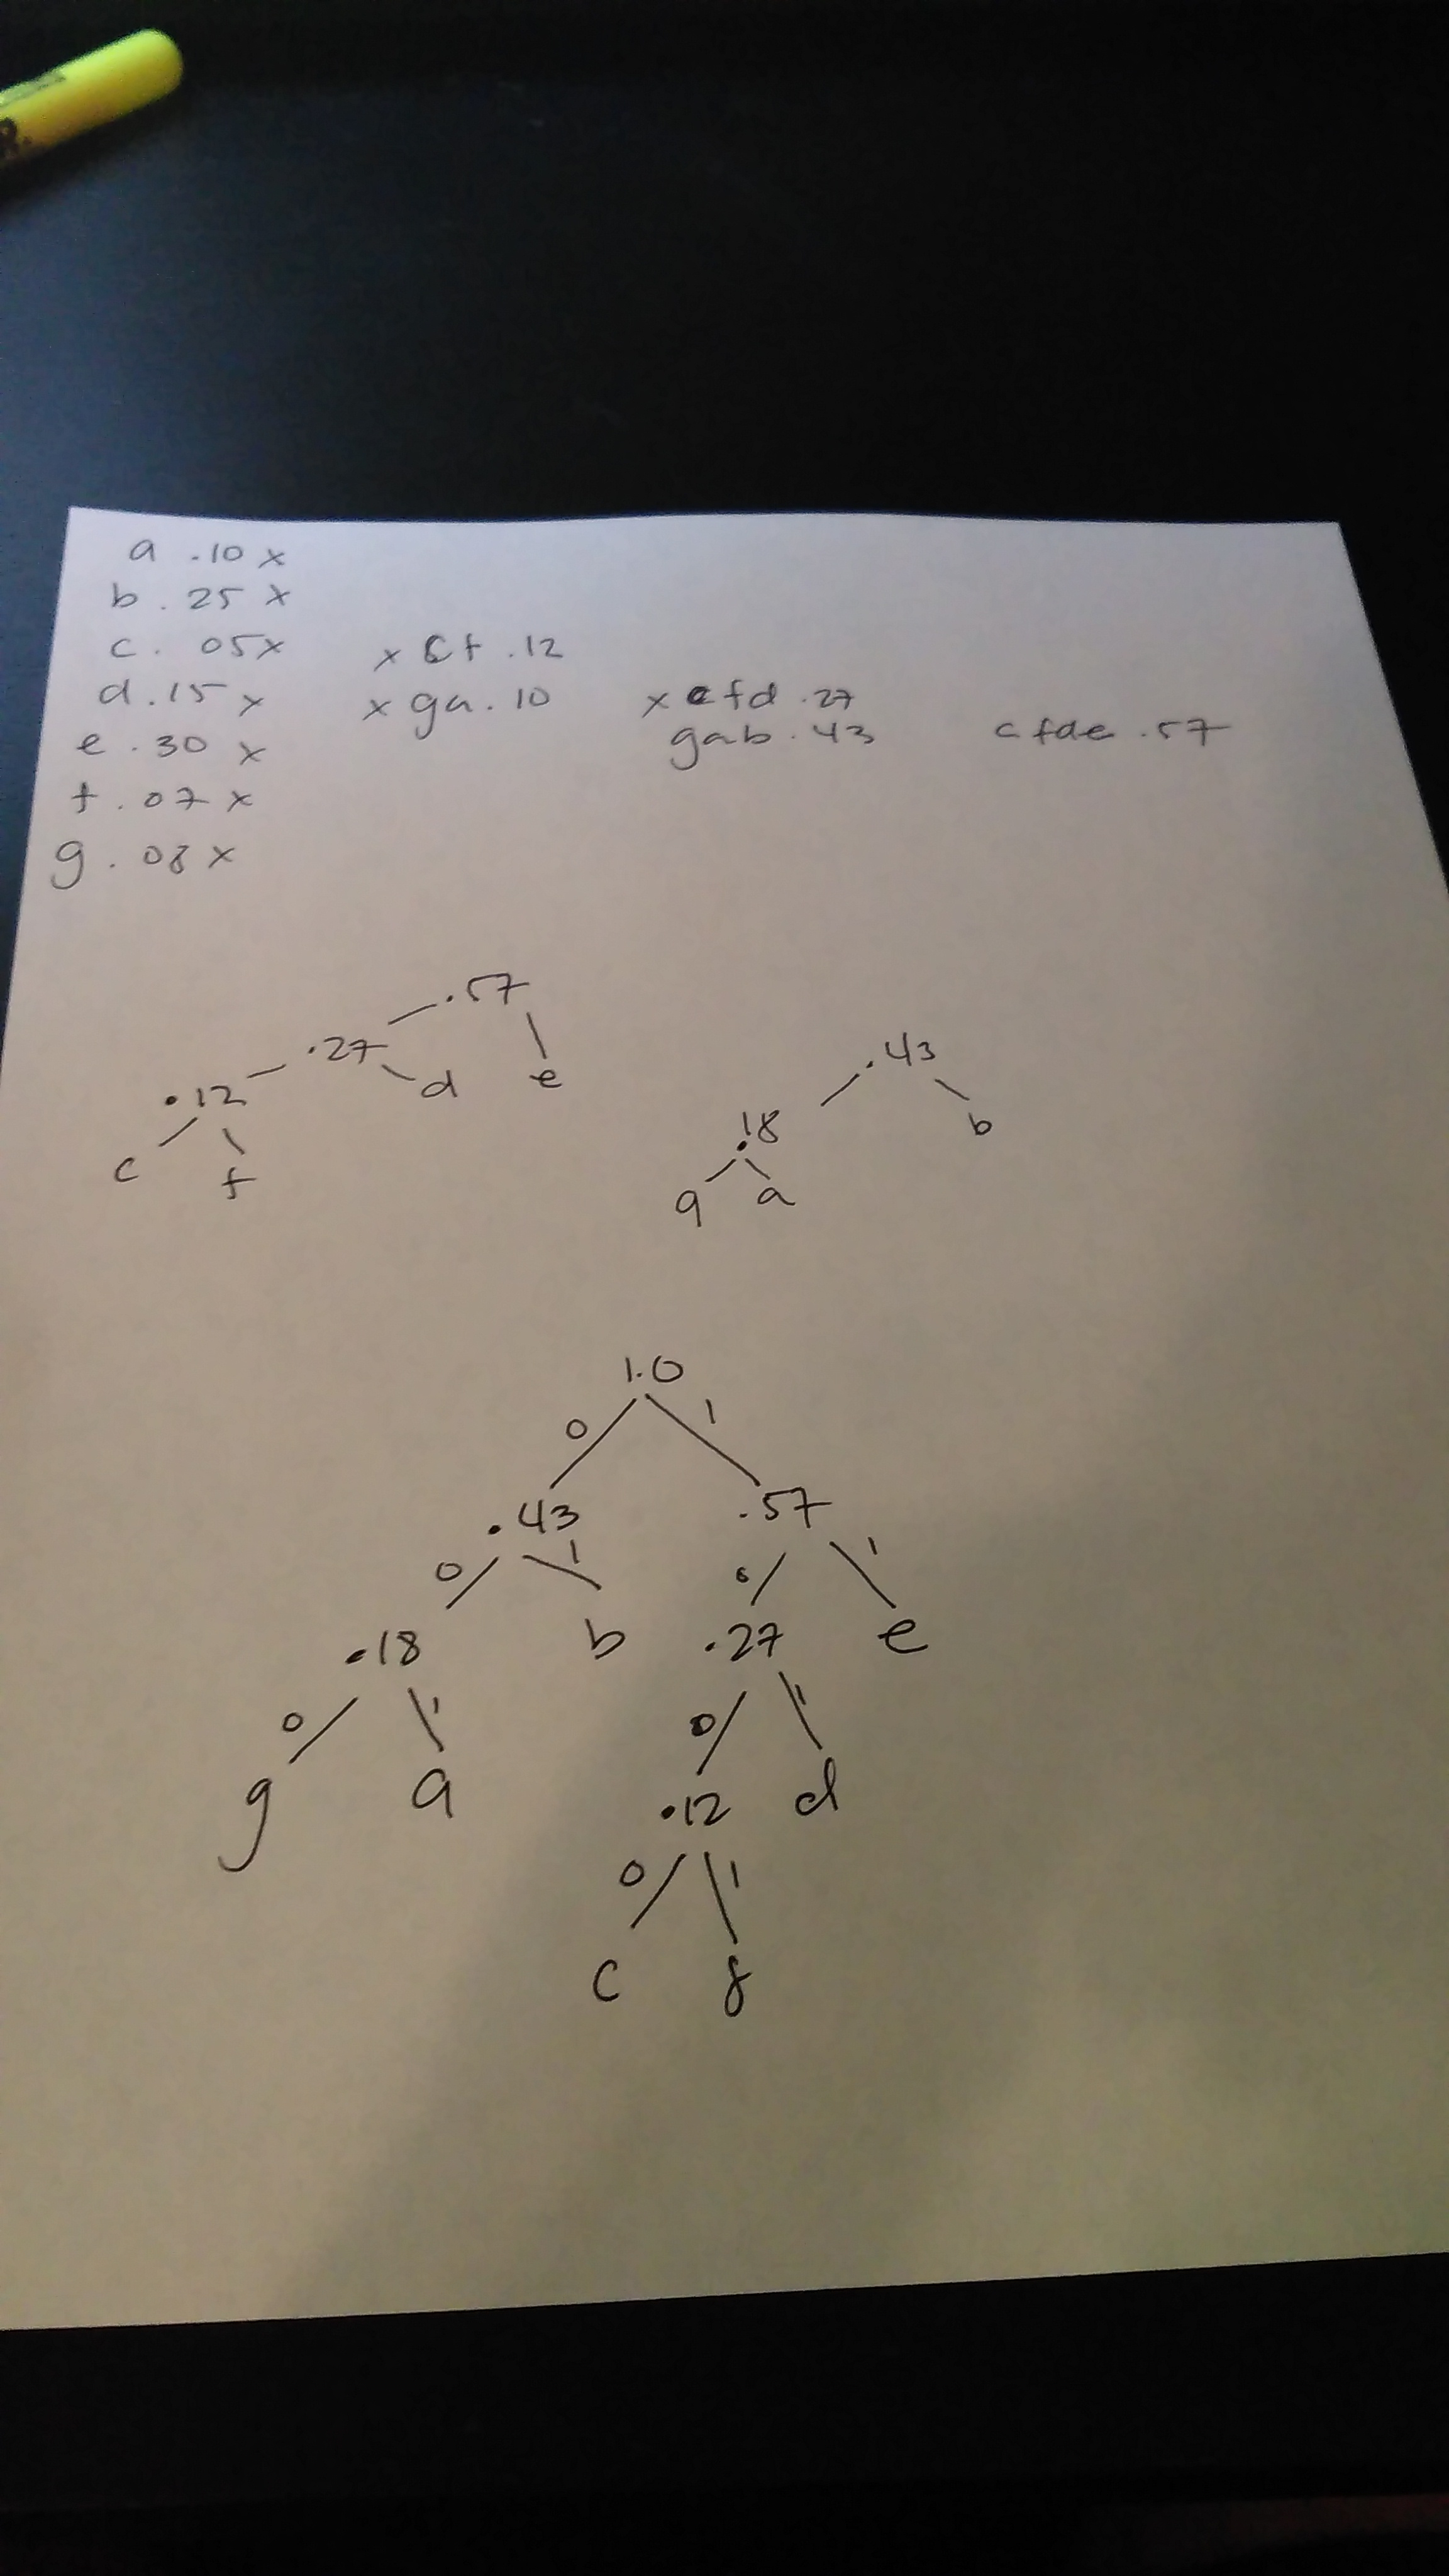 a .10 x
b . 25 x
c . 05 x x cf .12
d .15 x x ga . 10 x cfd .27
e . 30 x gab . 43 cfde .57
f . 07 x
g . 08 x
.57
.27 .43
.12 d e
.18 b
c f
g a
1.0
0 1
.43 .57
0 1 0 1
.18 b .27 e
0 1 0 1
g a .12 d
0 1
c f